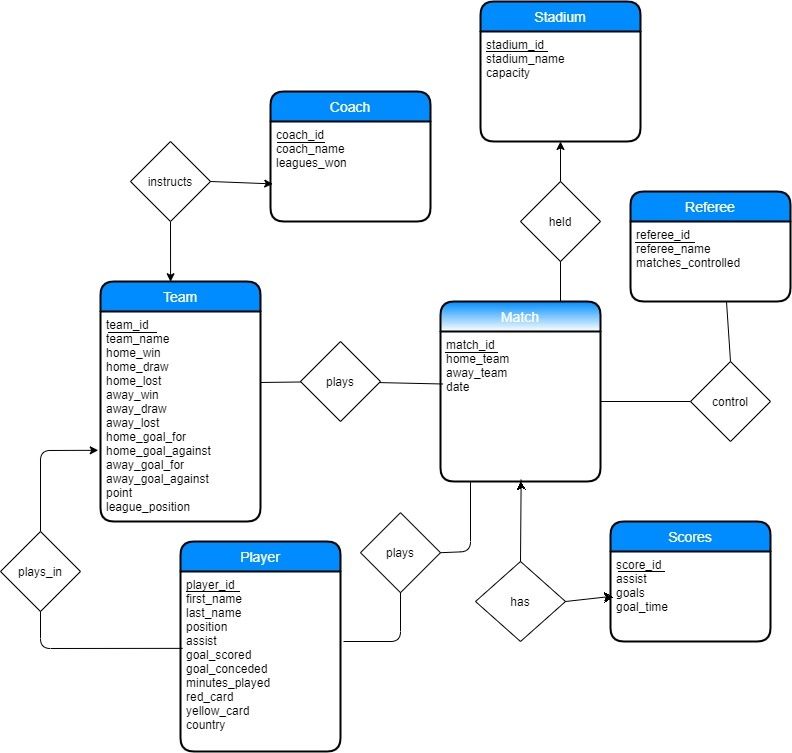 Stadium
stadium_id
stadium_name
capacity
Coach
coach_id
coach_name
leagues_won
instructs
held
Referee
referee_id
referee_name
matches_controlled
Team
team_id
team_name
home_win
home_draw
home_lost
away_win
away_draw
away_lost
home_goal_for
home_goal_against
away_goal_for
away_goal_against
point
league_position
plays
Match
match_id
home_team
away_team
date
control
plays_in
Player
player_id
first_name
last_name
position
assist
goal_scored
goal_conceded
minutes_played
red_card
yellow_card
country
plays
has
Scores
score_id
assist
goals
goal_time